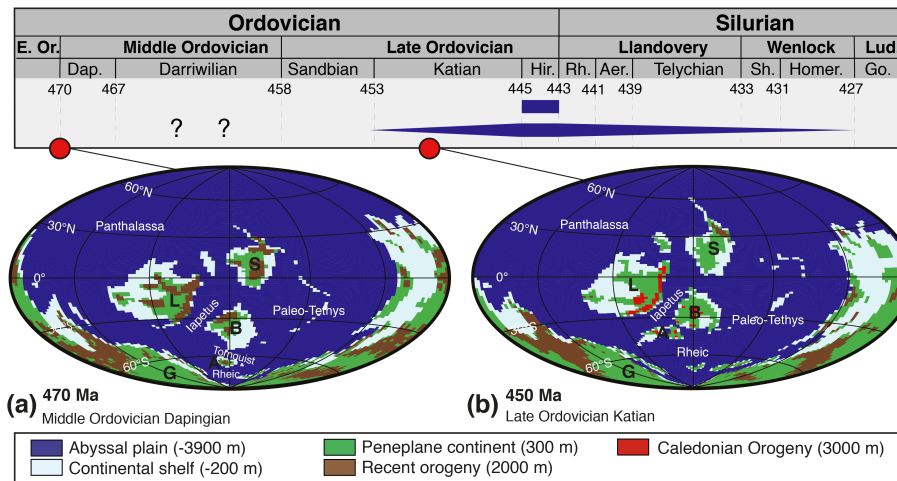 Ordovician Silurian
E. Or. Middle Ordovician Late Ordovician Llandovery Wenlock Lud
Dap. Darriwilian Sandbian Katian Hir. Rh. Aer. Telychian Sh. Homer. Go.
470 467 458 453 445 443 441 439 433 431 427
? ?
60°N 60°N
30°N Panthalassa 30°N Panthalassa
S S
0° 0°
L L
Iapetus Iapetus
B Paleo-Tethys B Paleo-Tethys
A
Tornquist Rheic
60°S Rheic 60°S
G G
(a) 470 Ma (b) 450 Ma
Middle Ordovician Dapingian Late Ordovician Katian
Abyssal plain (-3900 m) Peneplane continent (300 m) Caledonian Orogeny (3000 m)
Continental shelf (-200 m) Recent orogeny (2000 m)